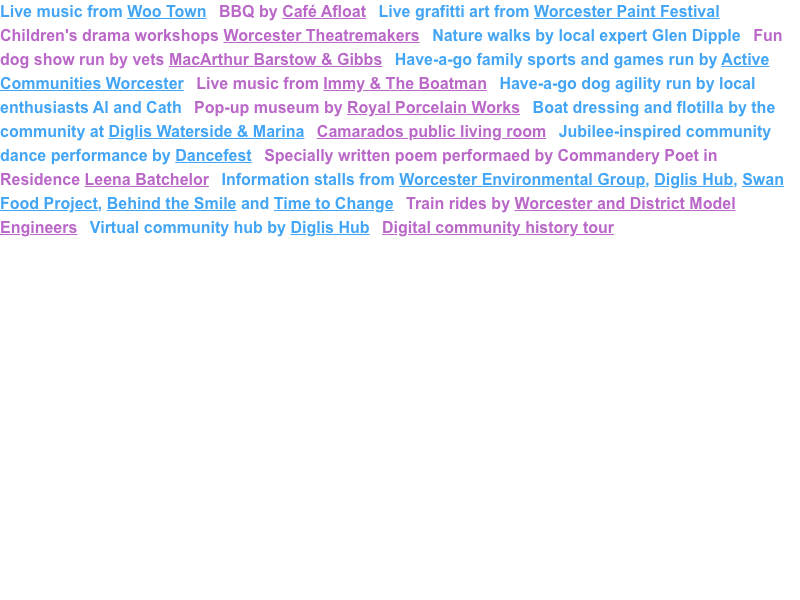 Live music from Woo Town   BBQ by Café Afloat   Live grafitti art from Worcester Paint Festival
Children's drama workshops Worcester Theatremakers   Nature walks by local expert Glen Dipple   Fun
dog show run by vets MacArthur Barstow & Gibbs   Have-a-go family sports and games run by Active
Communities Worcester   Live music from Immy & The Boatman   Have-a-go dog agility run by local
enthusiasts Al and Cath   Pop-up museum by Royal Porcelain Works   Boat dressing and flotilla by the
community at Diglis Waterside & Marina   Camarados public living room   Jubilee-inspired community
dance performance by Dancefest   Specially written poem performaed by Commandery Poet in
Residence Leena Batchelor   Information stalls from Worcester Environmental Group, Diglis Hub, Swan
Food Project, Behind the Smile and Time to Change   Train rides by Worcester and District Model
Engineers   Virtual community hub by Diglis Hub   Digital community history tour